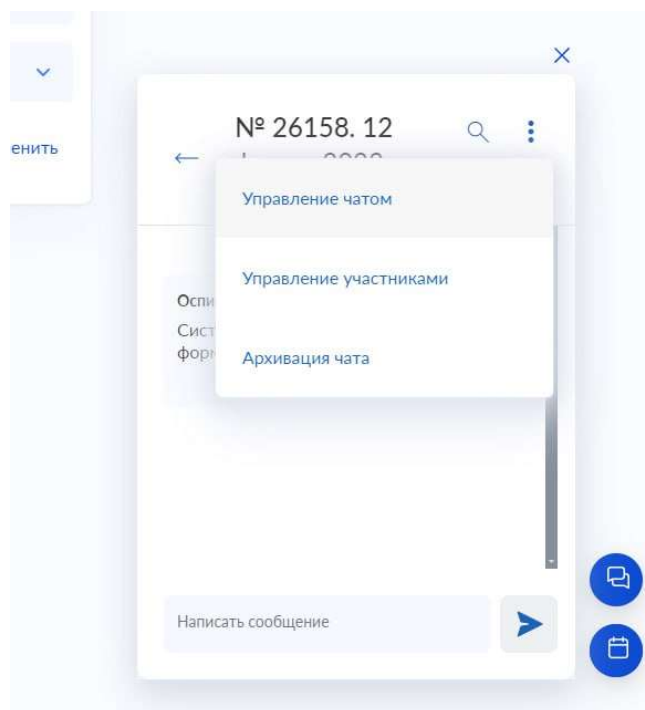 енить
№ 26158. 12
Управление чатом
Управление участниками
Архивация чата
Написать сообщение